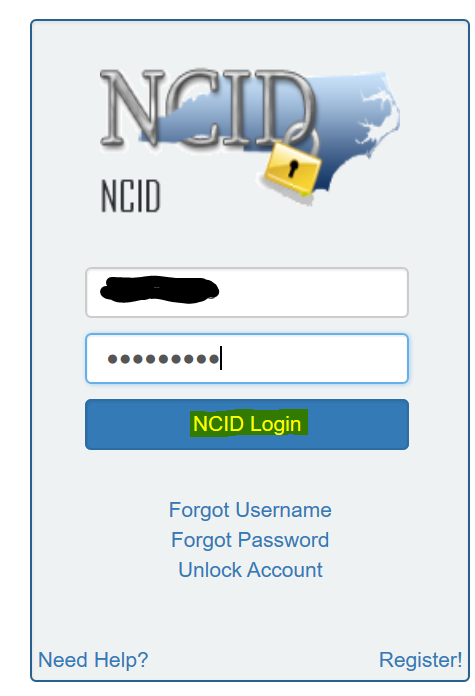 NCID
NCID
•••••••••
NCID Login
Forgot Username
Forgot Password
Unlock Account
Need Help?
Register!